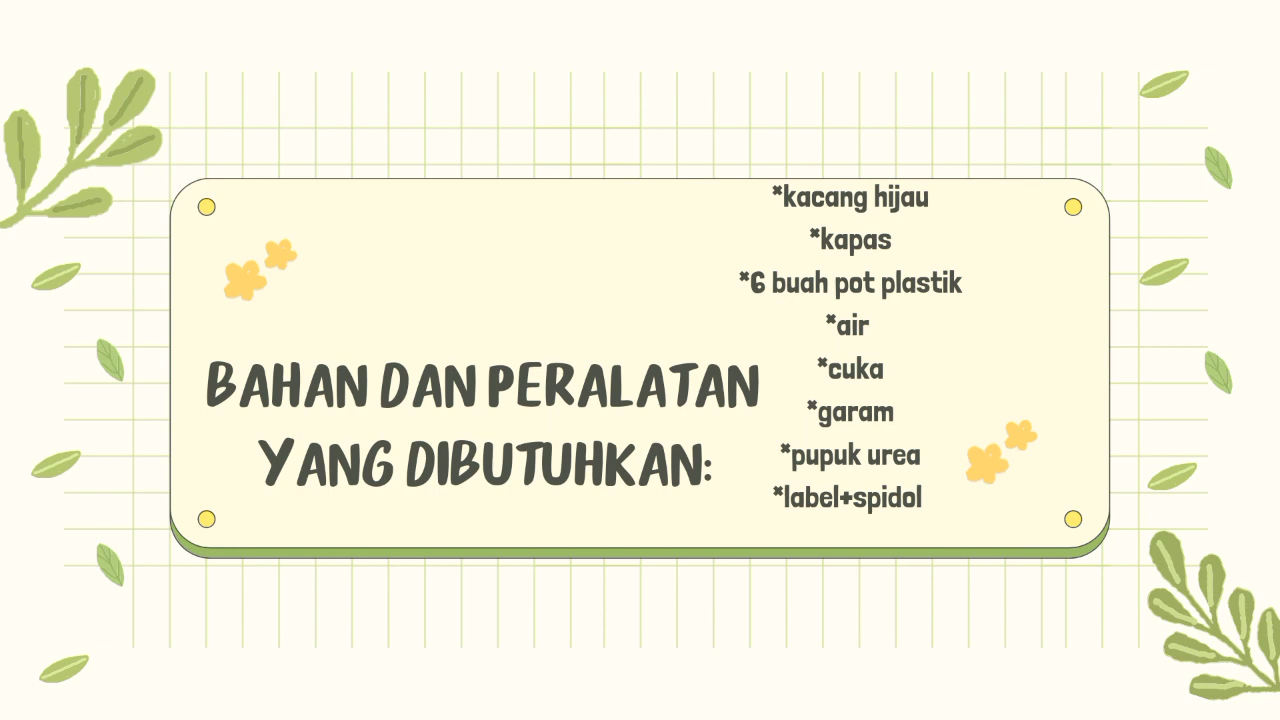 BAHAN DAN PERALATAN
YANG DIBUTUHKAN:
*kacang hijau
*kapas
*6 buah pot plastik
*air
*cuka
*garam
*pupuk urea
*label+spidol